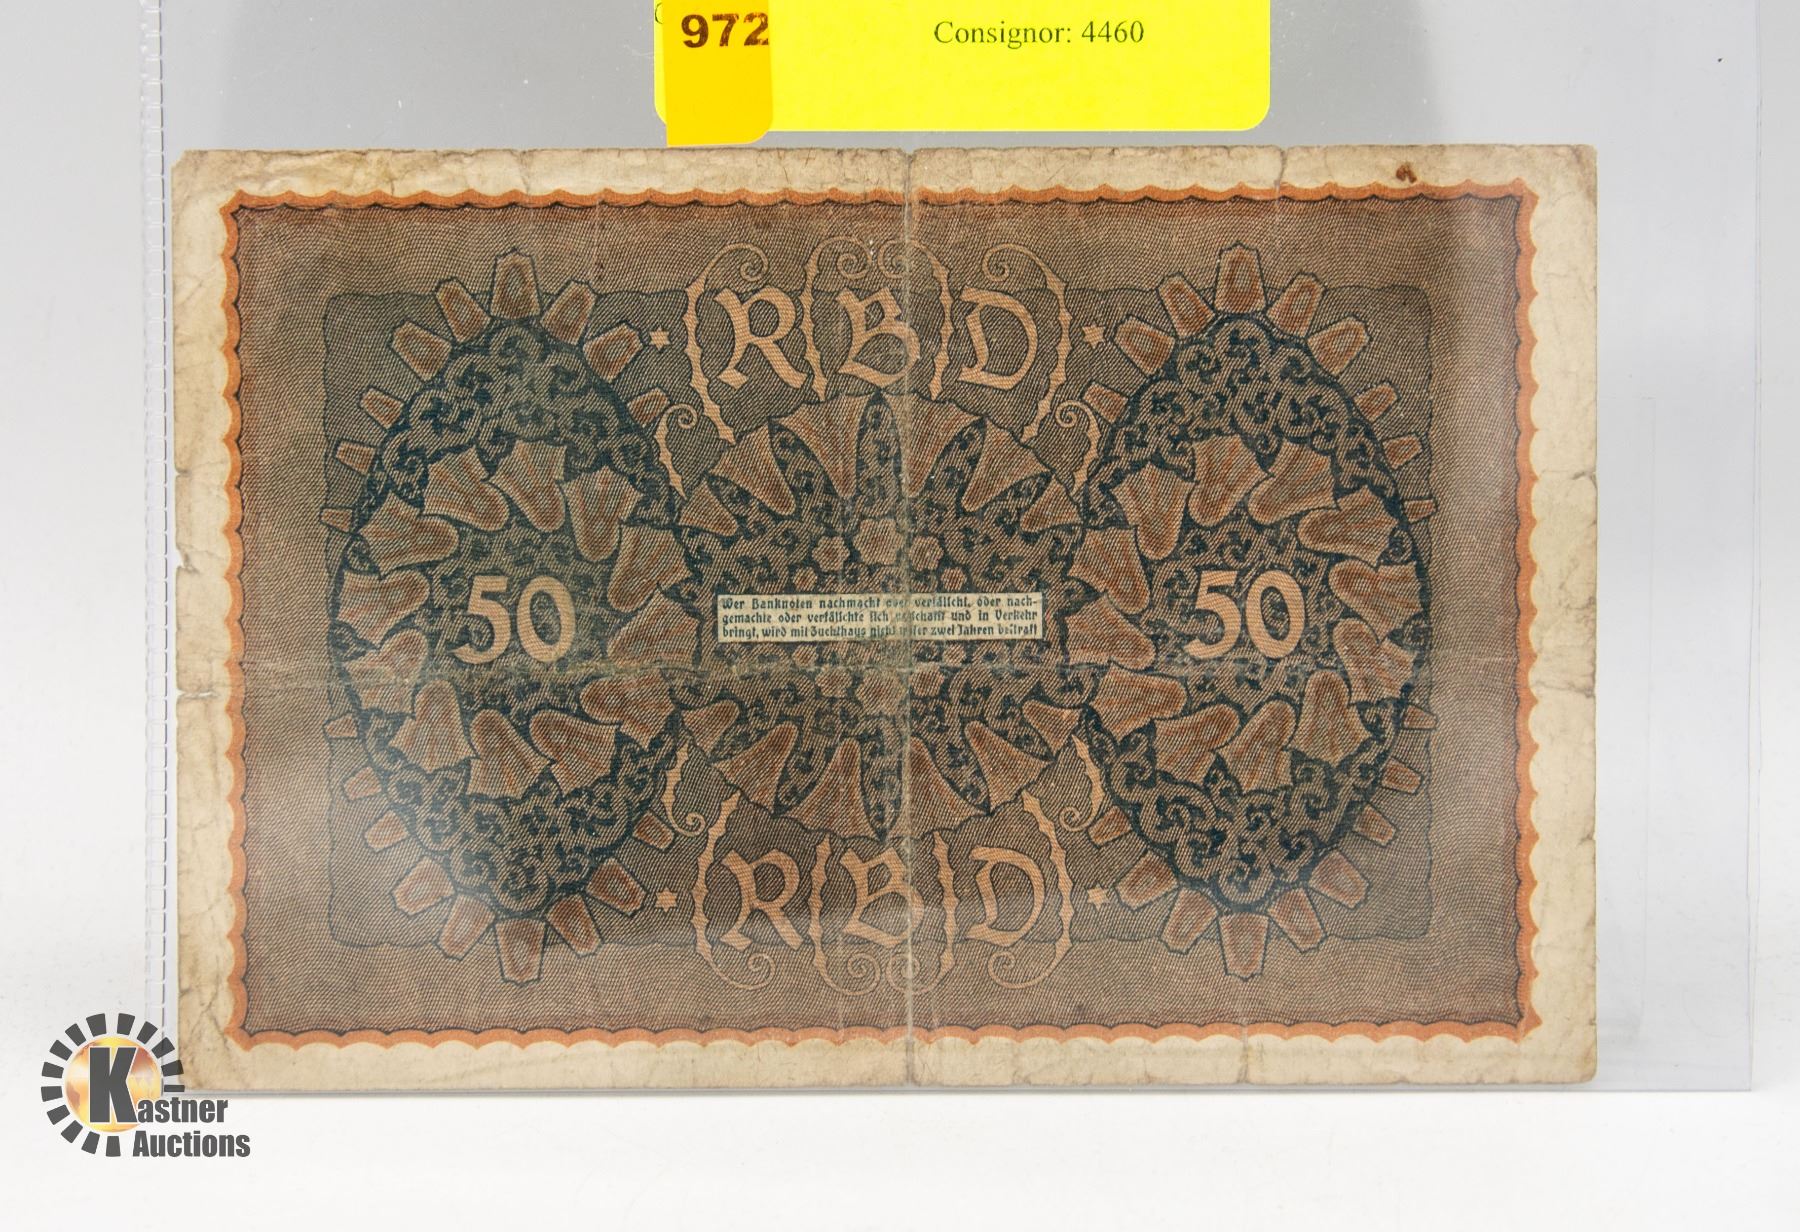 972
Consignor: 4460
RBD
Wer Banknoten nachmacht oder verfälscht, oder nach-
gemachte oder verfälschte sich verschafft und in Verkehr
bringt, wird mit Zuchthaus nicht unter zwei Jahren bestraft
50
50
RBD
Kastner
Auctions